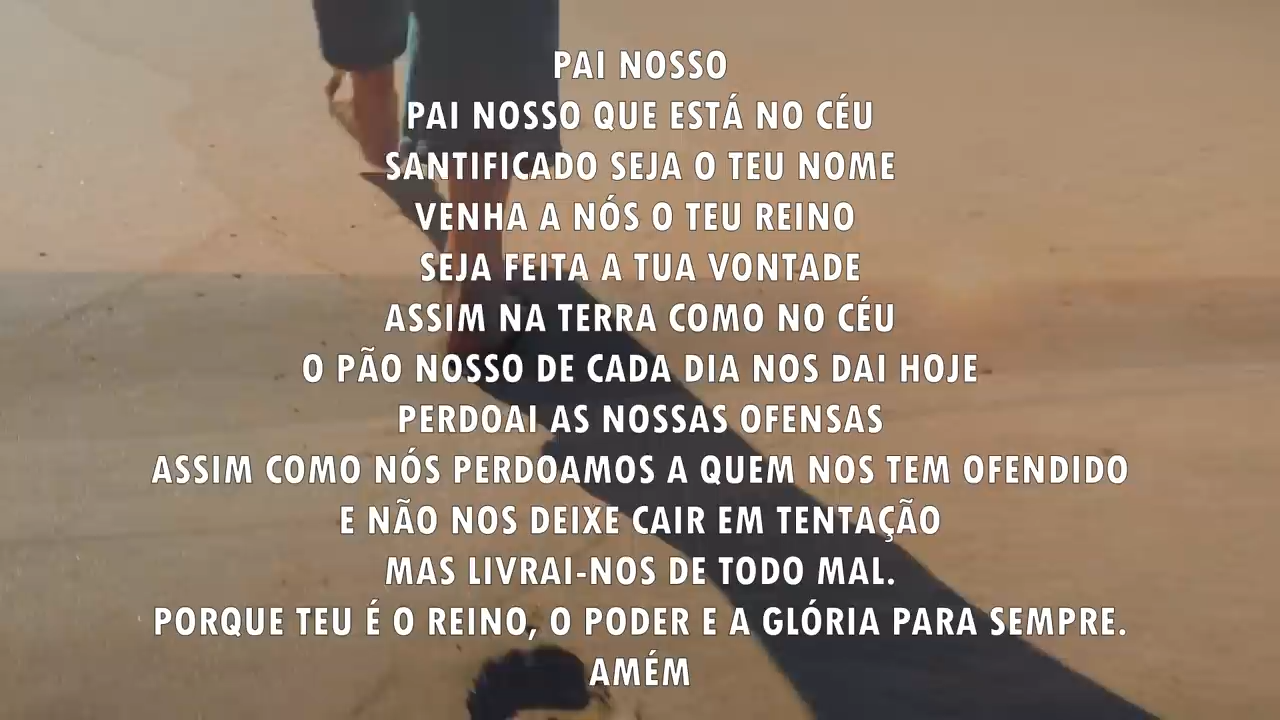 PAI NOSSO
PAI NOSSO QUE ESTÁ NO CÉU
SANTIFICADO SEJA O TEU NOME
VENHA A NÓS O TEU REINO
SEJA FEITA A TUA VONTADE
ASSIM NA TERRA COMO NO CÉU
O PÃO NOSSO DE CADA DIA NOS DAI HOJE
PERDOAI AS NOSSAS OFENSAS
ASSIM COMO NÓS PERDOAMOS A QUEM NOS TEM OFENDIDO
E NÃO NOS DEIXE CAIR EM TENTAÇÃO
MAS LIVRAI-NOS DE TODO MAL.
PORQUE TEU É O REINO, O PODER E A GLÓRIA PARA SEMPRE.
AMÉM